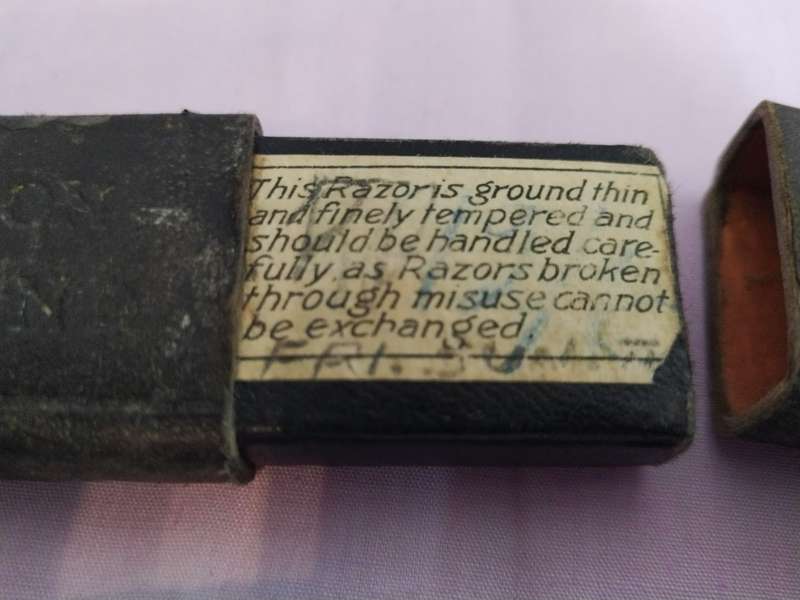 This Razor is ground thin
and finely tempered and
should be handled care-
fully as Razors broken
through misuse cannot
be exchanged
FRI.